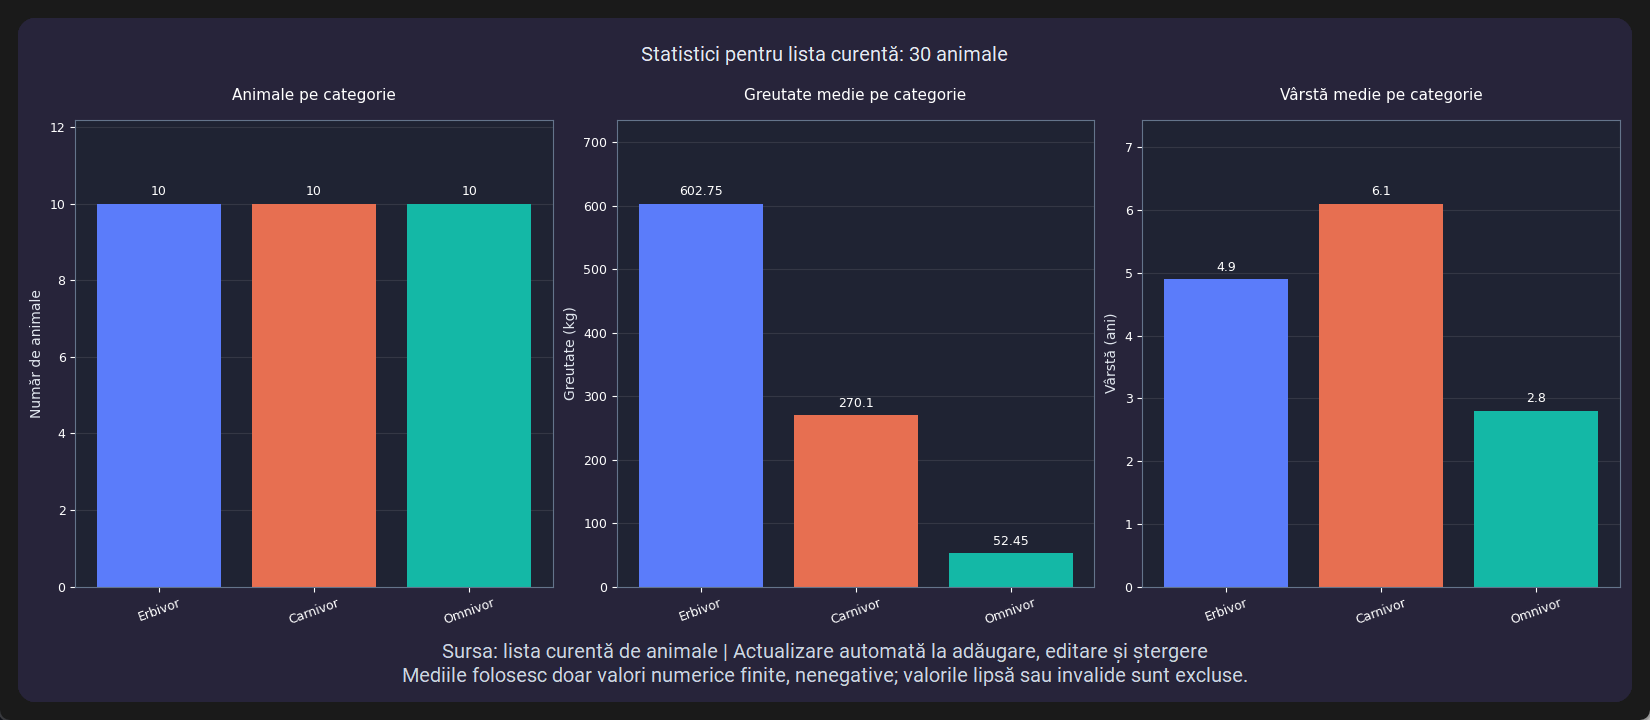 Statistici pentru lista curentă: 30 animale
Animale pe categorie
Număr de animale
12
10
8
6
4
2
0
10
10
10
Erbivor
Carnivor
Omnivor
Greutate medie pe categorie
Greutate (kg)
700
600
500
400
300
200
100
0
602.75
270.1
52.45
Erbivor
Carnivor
Omnivor
Vârstă medie pe categorie
Vârstă (ani)
7
6
5
4
3
2
1
0
4.9
6.1
2.8
Erbivor
Carnivor
Omnivor
Sursa: lista curentă de animale | Actualizare automată la adăugare, editare și ștergere
Mediile folosesc doar valori numerice finite, nenegative; valorile lipsă sau invalide sunt excluse.